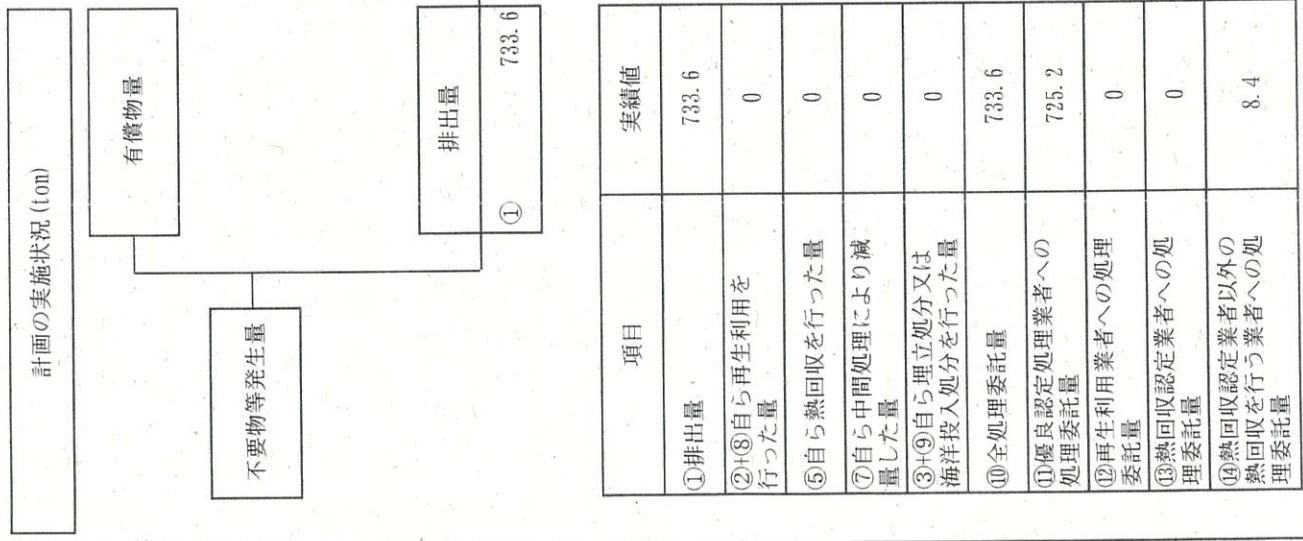 計画の実施状況(ton)
有償物量
不要物等発生量
排出量
① 733.6
項目 実績値
①排出量 733.6
②+⑧自ら再生利用を
行った量 0
⑤自ら熱回収を行った量 0
⑦自ら中間処理により減
量した量 0
③+⑨自ら埋立処分又は
海洋投入処分を行った量 0
⑩全処理委託量 733.6
⑪優良認定処理業者への
処理委託量 725.2
⑫再生利用業者への処理
委託量 0
⑬熱回収認定業者への処
理委託量 0
⑭熱回収認定業者以外の
熱回収を行う業者への処
理委託量 8.4